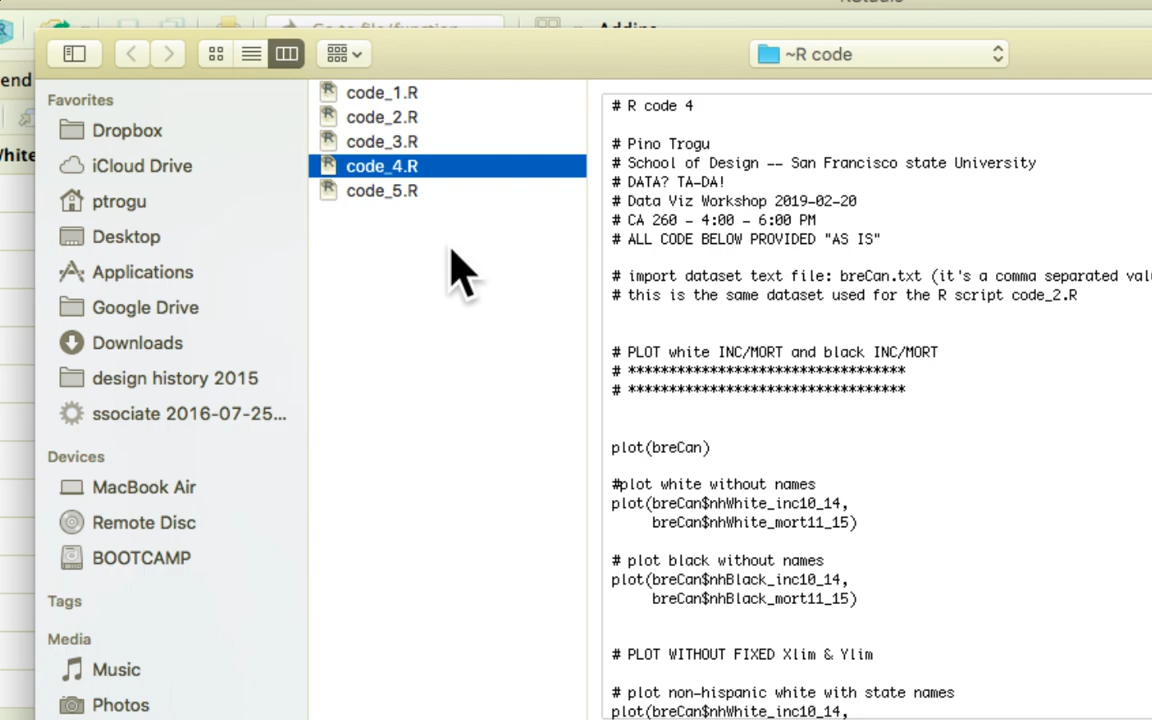 ~R code
end
White
Favorites
Dropbox
iCloud Drive
ptrogu
Desktop
Applications
Google Drive
Downloads
design history 2015
ssociate 2016-07-25...
Devices
MacBook Air
Remote Disc
BOOTCAMP
Tags
Media
Music
Photos
code_1.R
code_2.R
code_3.R
code_4.R
code_5.R
# R code 4
# Pino Trogu
# School of Design -- San Francisco state University
# DATA? TA-DA!
# Data Viz Workshop 2019-02-20
# CA 260 - 4:00 - 6:00 PM
# ALL CODE BELOW PROVIDED "AS IS"
# import dataset text file: breCan.txt (it's a comma separated val
# this is the same dataset used for the R script code_2.R
# PLOT white INC/MORT and black INC/MORT
# **********************************
# **********************************
plot(breCan)
#plot white without names
plot(breCan$nhWhite_inc10_14,
breCan$nhWhite_mort11_15)
# plot black without names
plot(breCan$nhBlack_inc10_14,
breCan$nhBlack_mort11_15)
# PLOT WITHOUT FIXED Xlim & Ylim
# plot non-hispanic white with state names
plot(breCan$nhWhite_inc10_14,